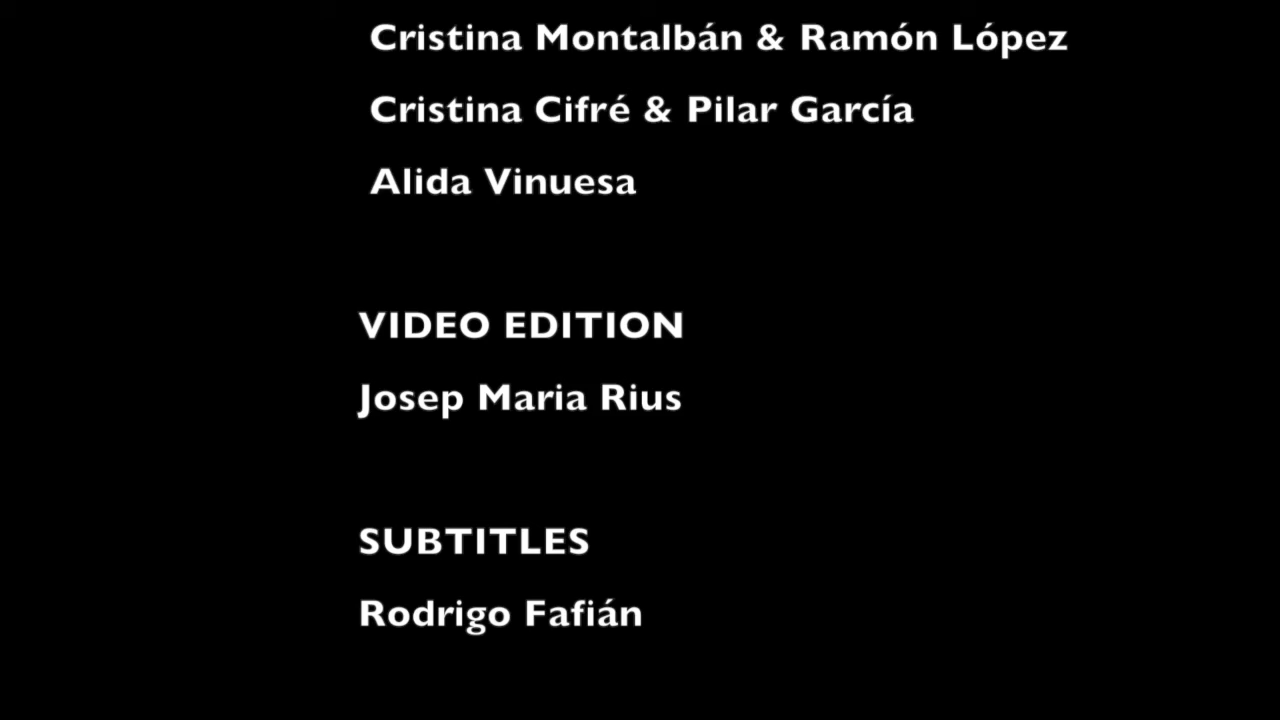 Cristina Montalbán & Ramón López
Cristina Cifré & Pilar García
Alida Vinuesa
VIDEO EDITION
Josep Maria Rius
SUBTITLES
Rodrigo Fafián